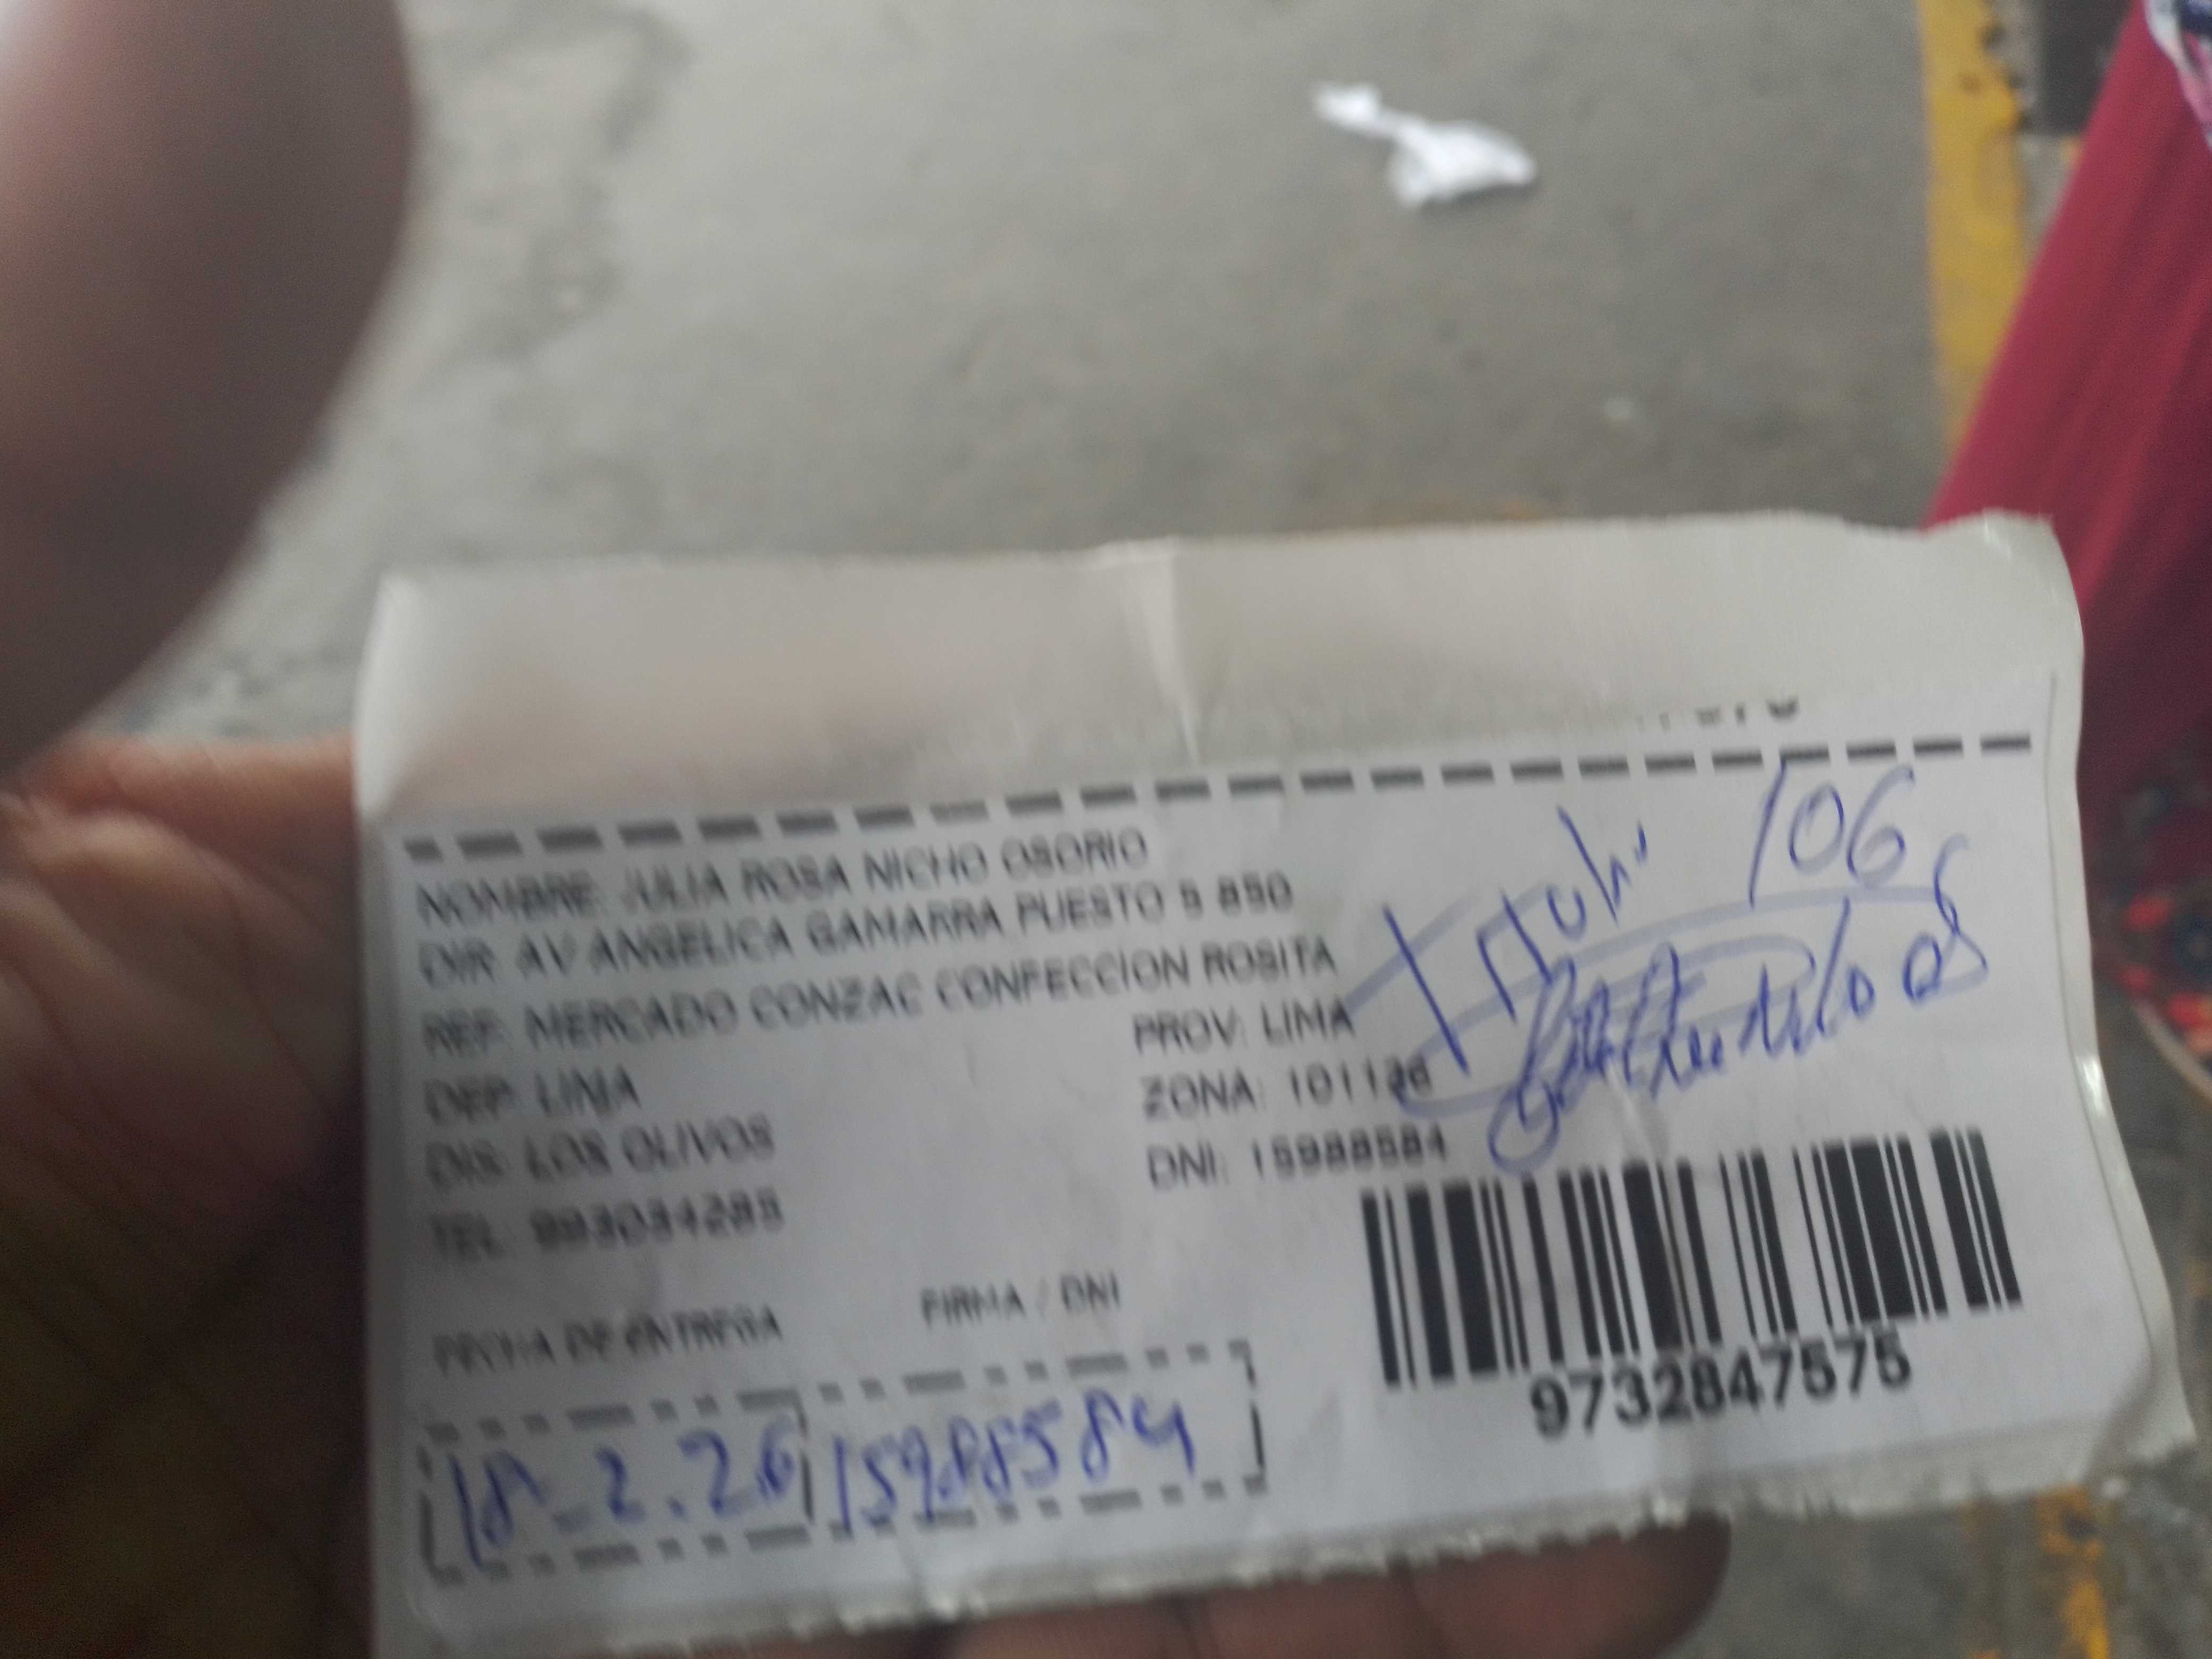 NOMBRE: JULIA ROSA NICHO OSORIO
DIR: AV ANGELICA GAMARRA PUESTO S 850
REF: MERCADO CONZAC CONFECCION ROSITA
DEP: LIMA PROV: LIMA
DIS: LOS OLIVOS ZONA: 101136
TEL: 993034285 DNI: 15988584
FECHA DE ENTREGA FIRMA / DNI
18-2.26 15988584
106
9732847575